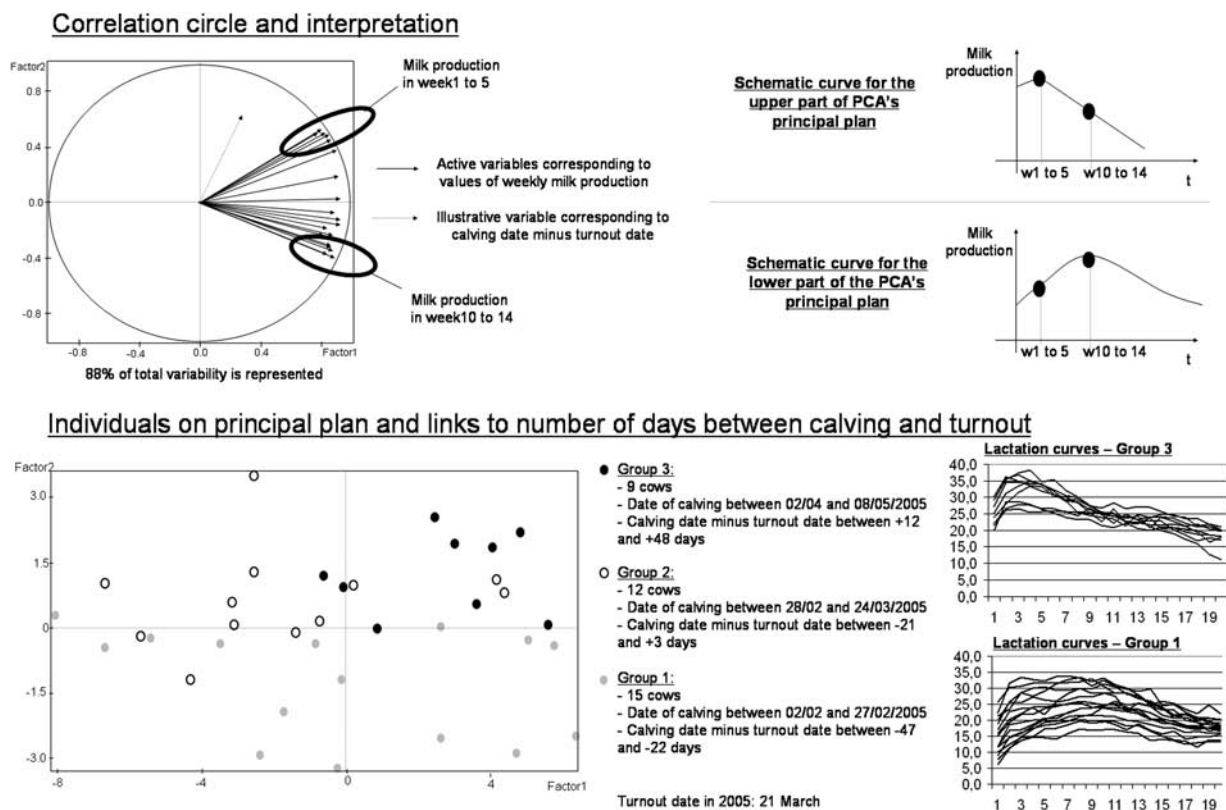 Correlation circle and interpretation
Factor2
0.8
0.4
0.0
-0.4
-0.8
-0.8
-0.4
0.0
0.4
Factor1
88% of total variability is represented
Milk production
in week1 to 5
Active variables corresponding to
values of weekly milk production
Illustrative variable corresponding to
calving date minus turnout date
Milk production
in week10 to 14
Schematic curve for the
upper part of PCA's
principal plan
Milk
production
w1 to 5
w10 to 14
t
Schematic curve for the
lower part of the PCA's
principal plan
Milk
production
w1 to 5
w10 to 14
t
Individuals on principal plan and links to number of days between calving and turnout
Factor2
3.0
1.5
0
-1.5
-3.0
-8
-4
0
4
Factor1
Group 3:
- 9 cows
- Date of calving between 02/04 and 08/05/2005
- Calving date minus turnout date between +12
and +48 days
Group 2:
- 12 cows
- Date of calving between 28/02 and 24/03/2005
- Calving date minus turnout date between -21
and +3 days
Group 1:
- 15 cows
- Date of calving between 02/02 and 27/02/2005
- Calving date minus turnout date between -47
and -22 days
Turnout date in 2005: 21 March
Lactation curves – Group 3
40,0
35,0
30,0
25,0
20,0
15,0
10,0
5,0
0,0
1 3 5 7 9 11 13 15 17 19
Lactation curves – Group 1
40,0
35,0
30,0
25,0
20,0
15,0
10,0
5,0
0,0
1 3 5 7 9 11 13 15 17 19